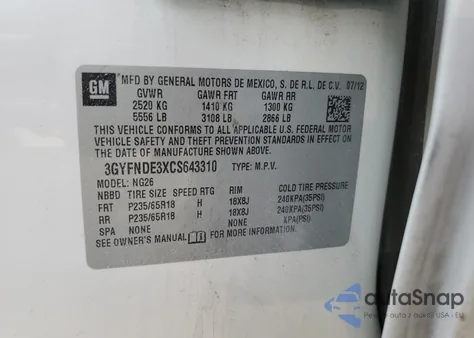 GM
MFD BY GENERAL MOTORS DE MEXICO, S. DE R.L. DE C.V. 07/12
GVWR GAWR FRT GAWR RR
2520 KG 1410 KG 1300 KG
5556 LB 3108 LB 2866 LB
THIS VEHICLE CONFORMS TO ALL APPLICABLE U.S. FEDERAL MOTOR
VEHICLE SAFETY AND THEFT PREVENTION STANDARDS IN EFFECT
ON THE DATE OF MANUFACTURE SHOWN ABOVE.
3GYFNDE3XCS643310 TYPE: M.P.V.
MODEL: NG26
NBBD TIRE SIZE SPEED RTG RIM COLD TIRE PRESSURE
FRT P235/65R18 H 18X8J 240KPA(35PSI)
RR P235/65R18 H 18X8J 240KPA(35PSI)
SPA NONE NONE KPA(PSI)
SEE OWNER'S MANUAL FOR MORE INFORMATION.
autaSnap